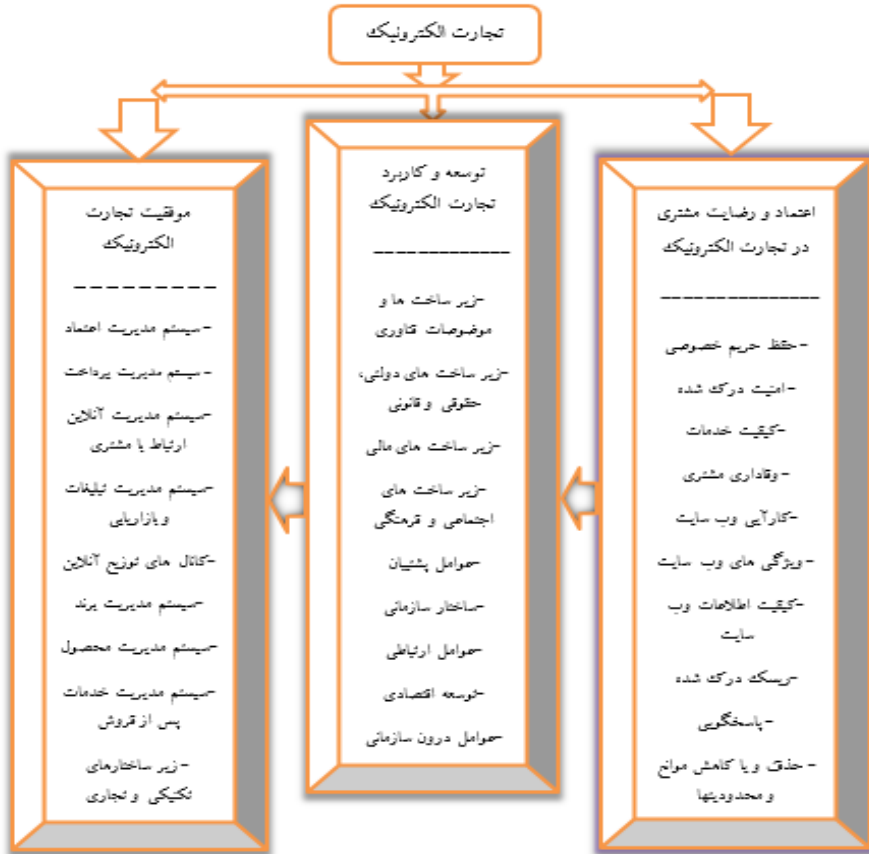 تجارت الکترونیک
اعتماد و رضایت مشتری
در تجارت الکترونیک
---------------
-حفظ حریم خصوصی
-امنیت درک شده
-کیفیت خدمات
-وفاداری مشتری
-کارآیی وب سایت
-ویژگی های وب سایت
-کیفیت اطلاعات وب
سایت
-ریسک درک شده
-پاسخگویی
-حذف و یا کاهش موانع
و محدودیتها
توسعه و کاربرد
تجارت الکترونیک
-------------
-زیر ساخت ها و
موضوعات فناوری
-زیر ساخت های دولتی،
حقوقی و قانونی
-زیر ساخت های مالی
-زیر ساخت های
اجتماعی و فرهنگی
-عوامل پشتیبان
-ساختار سازمانی
-عوامل ارتباطی
-توسعه اقتصادی
-عوامل درون سازمانی
موفقیت تجارت
الکترونیک
---------
-سیستم مدیریت اعتماد
-سیستم مدیریت پرداخت
-سیستم مدیریت آنلاین
ارتباط با مشتری
-سیستم مدیریت تبلیغات
و بازاریابی
-کانال های توزیع آنلاین
-سیستم مدیریت برند
-سیستم مدیریت محصول
-سیستم مدیریت خدمات
پس از فروش
-زیر ساختارهای
تکنیکی و تجاری